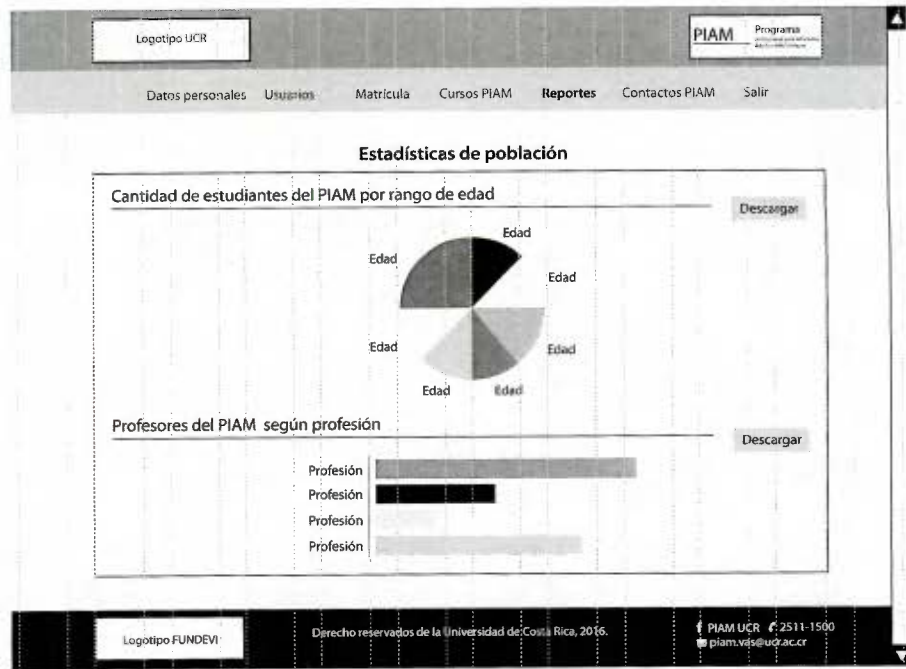 Logotipo UCR
PIAM Programa
Datos personales Usuarios Matrícula Cursos PIAM Reportes Contactos PIAM Salir
Estadísticas de población
Cantidad de estudiantes del PIAM por rango de edad
Descargar
Edad
Edad
Edad
Edad
Edad
Edad
Edad
Profesores del PIAM según profesión
Descargar
Profesión
Profesión
Profesión
Profesión
Logotipo FUNDEVI
Derecho reservados de la Universidad de Costa Rica, 2016.
PIAM UCR 2511-1500
piam.vas@ucr.ac.cr